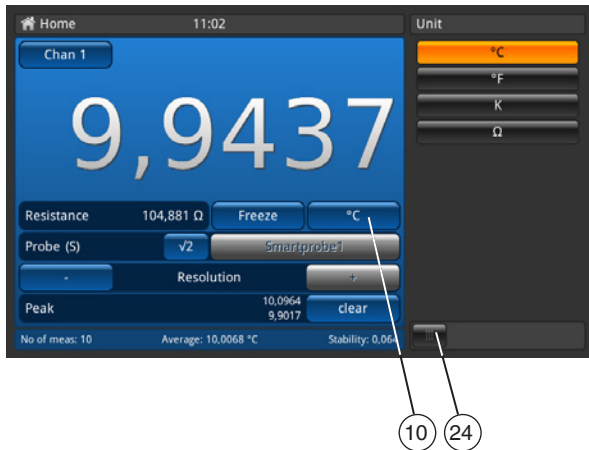 Home 11:02 Unit
Chan 1
°C
°F
K
Ω
9,9437
Resistance 104,881 Ω Freeze °C
Probe (S) √2 Smartprobe1
- Resolution +
Peak 10,0964 9,9017 clear
No of meas: 10 Average: 10,0068 °C Stability: 0,064
10 24